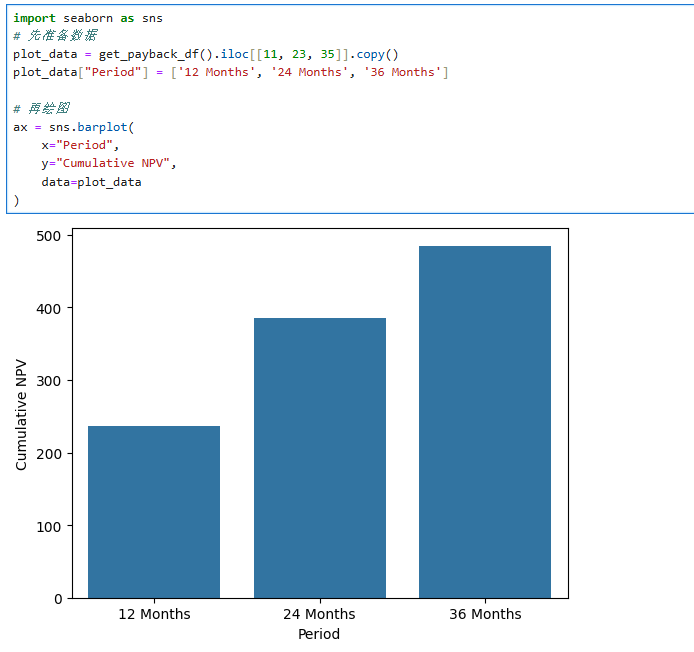 import seaborn as sns
# 先准备数据
plot_data = get_payback_df().iloc[[11, 23, 35]].copy()
plot_data["Period"] = ['12 Months', '24 Months', '36 Months']
# 再绘图
ax = sns.barplot(
    x="Period",
    y="Cumulative NPV",
    data=plot_data
)
500
400
300
200
100
0
Cumulative NPV
12 Months 24 Months 36 Months
Period